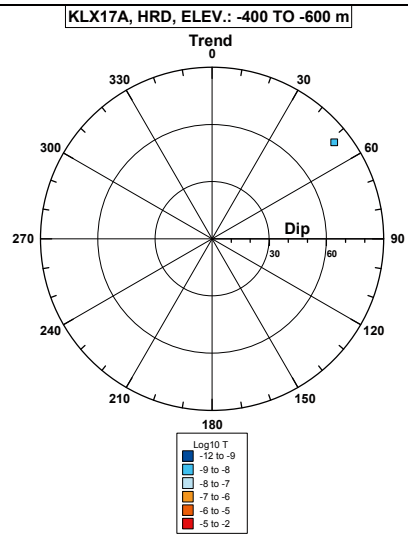 KLX17A, HRD, ELEV.: -400 TO -600 m
Trend
0
330
30
300
60
Dip
270
30
60
90
240
120
210
150
180
Log10 T
-12 to -9
-9 to -8
-8 to -7
-7 to -6
-6 to -5
-5 to -2